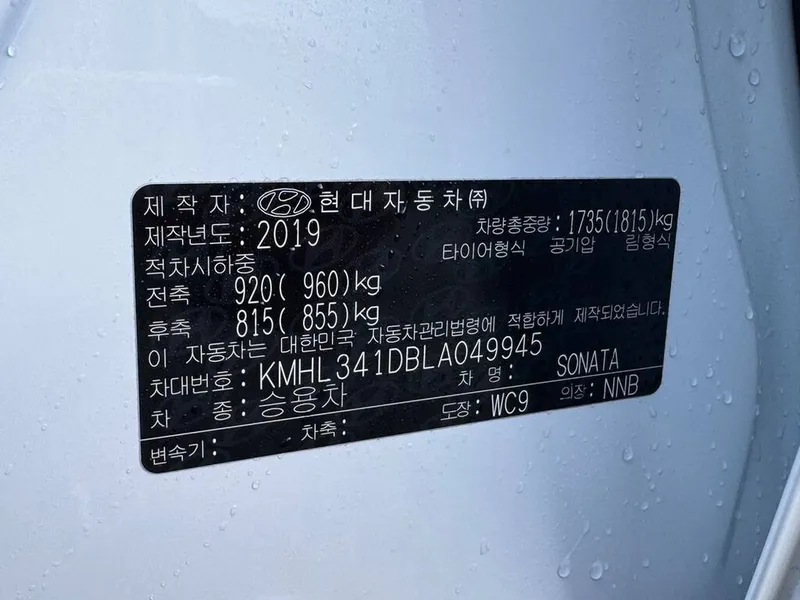 제 작 자 : 현대자동차(주)
제작년도 : 2019 차량총중량 : 1735(1815)kg
적차시하중 타이어형식 공기압 림형식
전축 920( 960)kg
후축 815( 855)kg
이 자동차는 대한민국 자동차관리법령에 적합하게 제작되었습니다.
차대번호 : KMHL341DBLA049945
차 종 : 승용차 차 명 : SONATA
변속기 : 차축 : 도장 : WC9 의장 : NNB